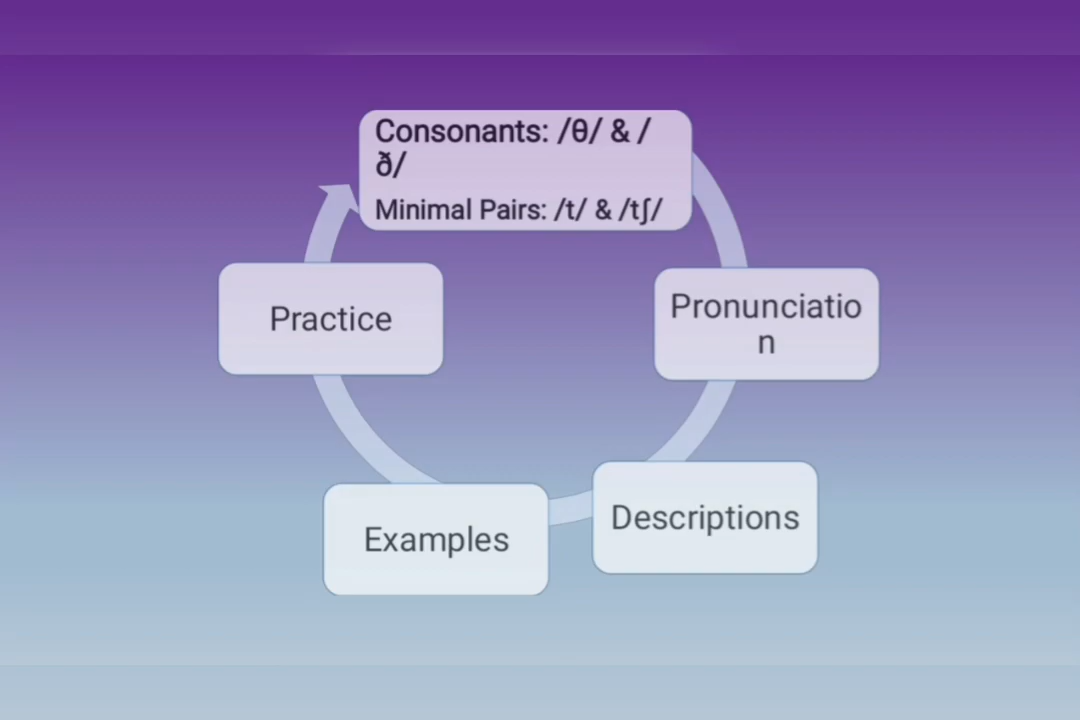 Consonants: /θ/ & /
ð/
Minimal Pairs: /t/ & /tʃ/
Pronunciatio
n
Descriptions
Examples
Practice